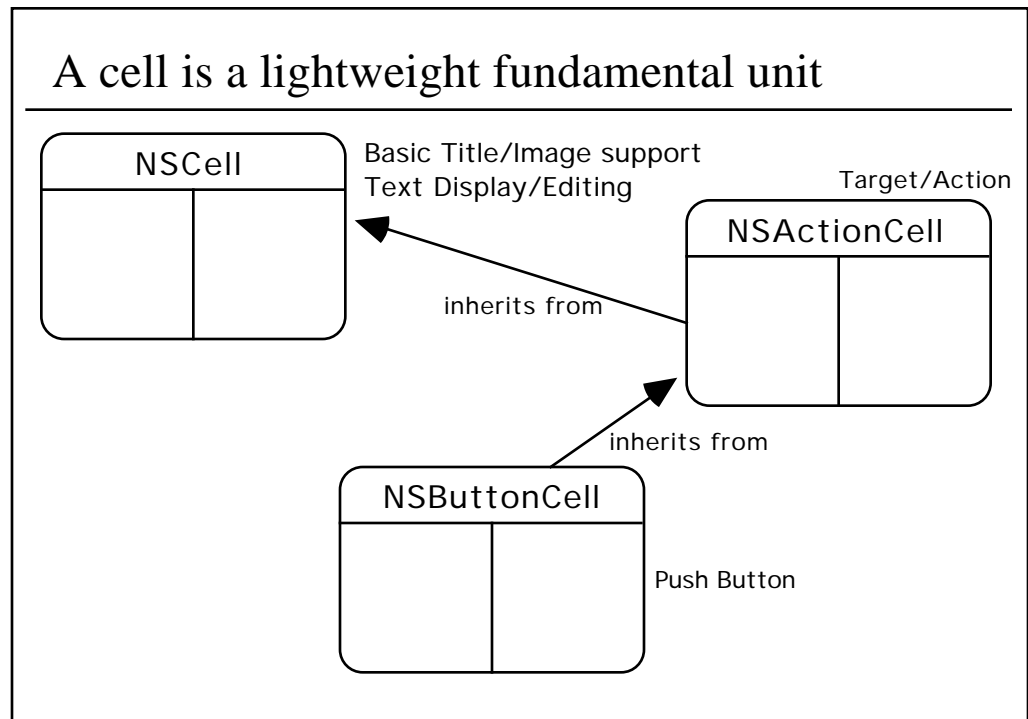 A cell is a lightweight fundamental unit
NSCell
Basic Title/Image support
Text Display/Editing
Target/Action
NSActionCell
inherits from
inherits from
NSButtonCell
Push Button